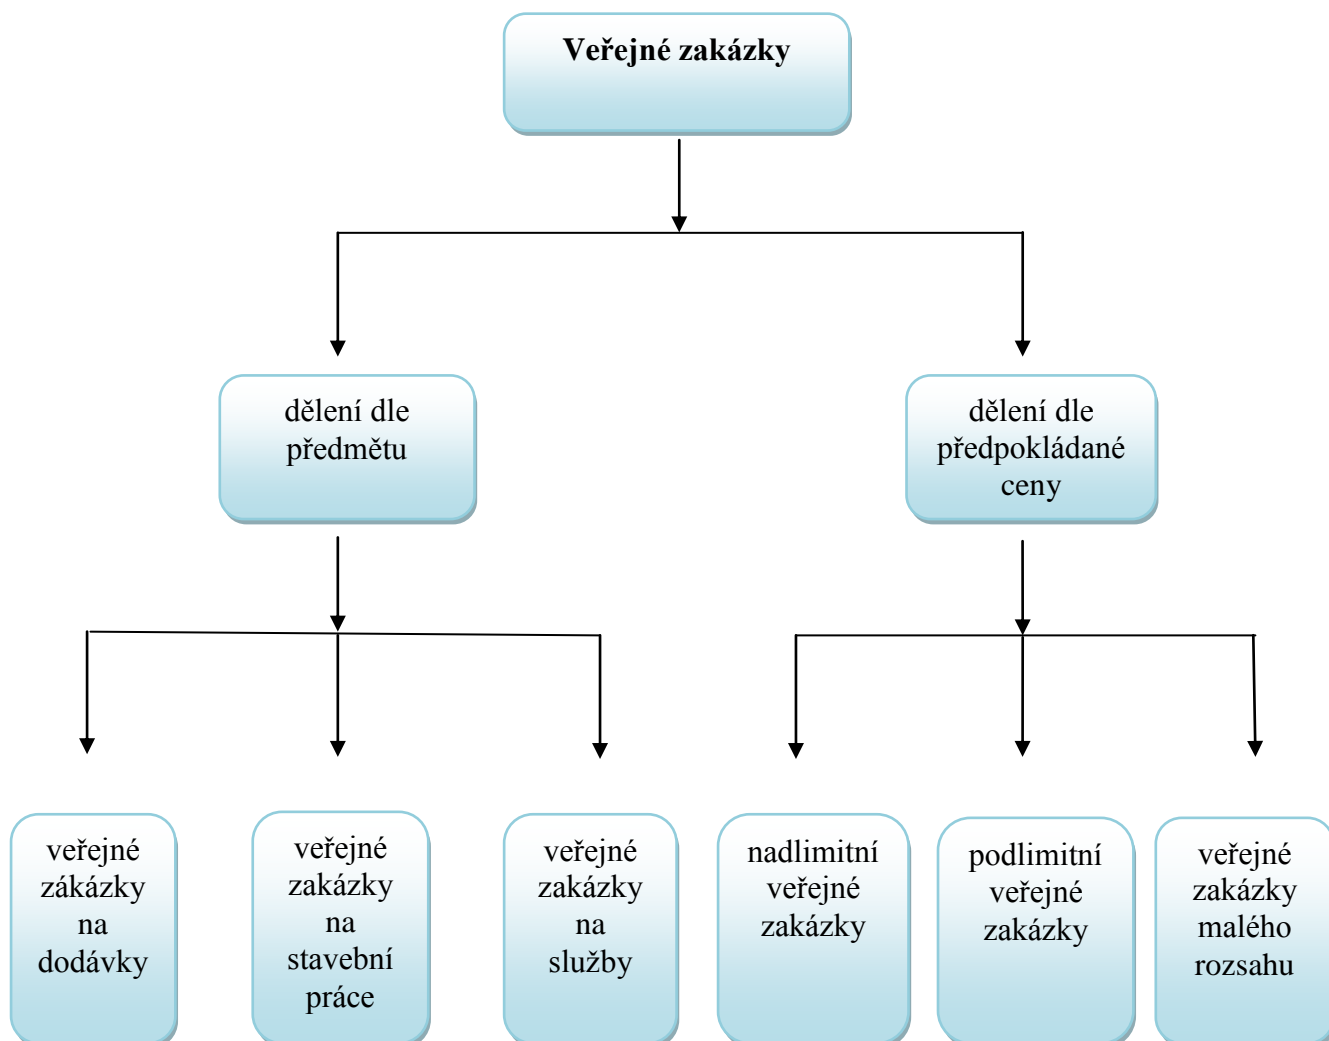 Veřejné zakázky
dělení dle
předmětu
dělení dle
předpokládané
ceny
veřejné
zákázky
na
dodávky
veřejné
zakázky
na
stavební
práce
veřejné
zakázky
na
služby
nadlimitní
veřejné
zakázky
podlimitní
veřejné
zakázky
veřejné
zakázky
malého
rozsahu